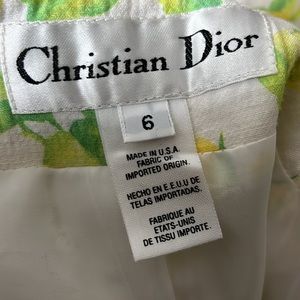 Christian Dior
6
MADE IN U.S.A.
FABRIC OF
IMPORTED ORIGIN.
HECHO EN E.E.U.U DE
TELAS IMPORTADAS.
FABRIQUE AU
ETATS-UNIS
DE TISSU IMPORTE.